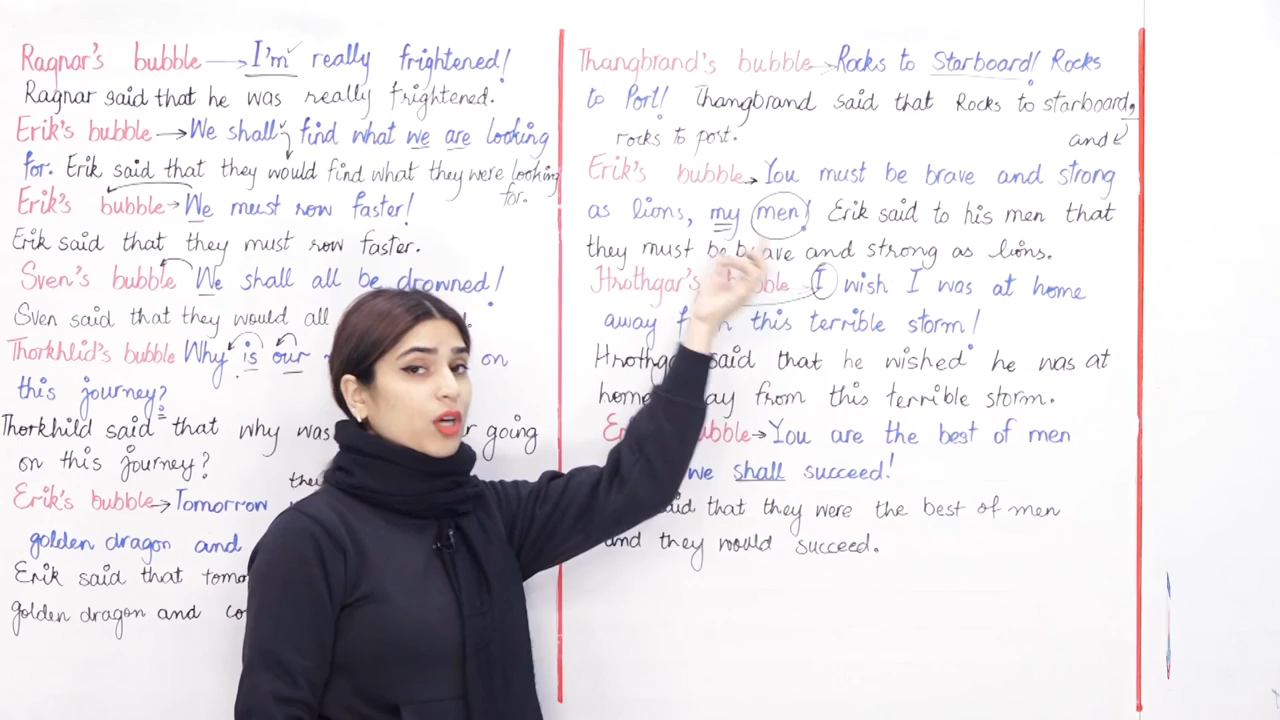 Ragnar's bubble → I'm really frightened!
Ragnar said that he was really frightened.
Erik's bubble → We shall find what we are looking
for. Erik said that they would find what they were looking
for.
Erik's bubble → We must row faster!
Erik said that they must row faster.
Sven's bubble We shall all be drowned!
Sven said that they would all
Thorkhlid's bubble Why is our on
this journey?
Thorkhild said that why was going
on this journey?
Erik's bubble → Tomorrow
golden dragon and
Erik said that
golden dragon and
Thangbrand's bubble → Rocks to Starboard! Rocks
to Port! Thangbrand said that Rocks to starboard,
rocks to port. and
Erik's bubble → You must be brave and strong
as lions, my men! Erik said to his men that
they must be brave and strong as lions.
Hrothgar's I wish I was at home
away this terrible storm!
said that he wished he was at
from this terrible storm.
→ You are the best of men
we shall succeed!
said that they were the best of men
and they would succeed.